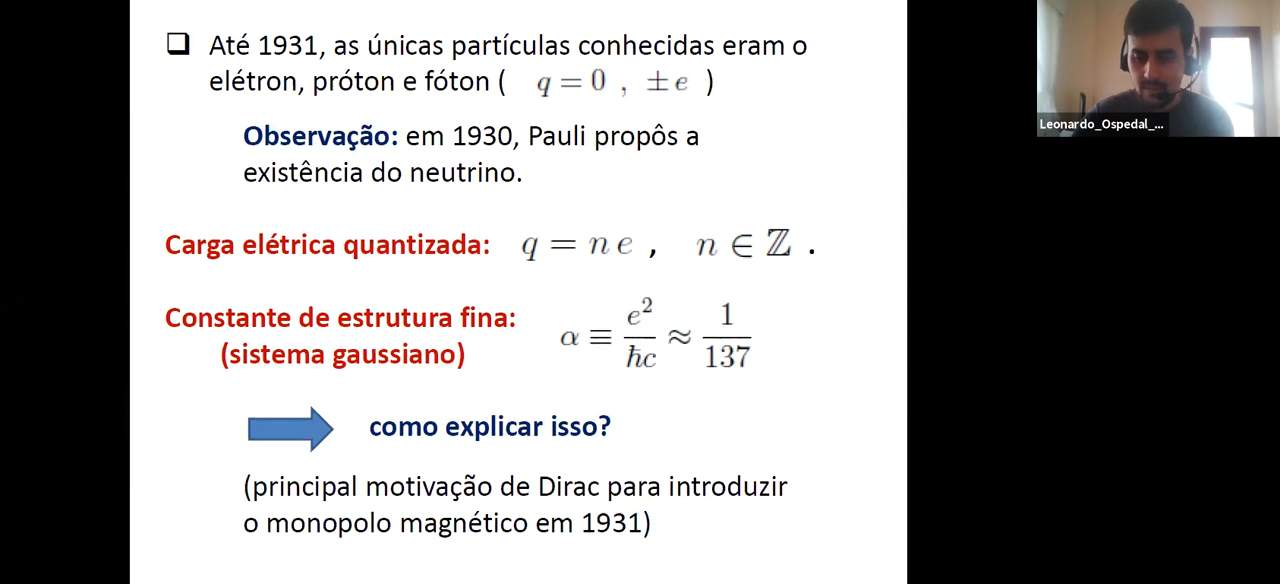 Até 1931, as únicas partículas conhecidas eram o
elétron, próton e fóton ( q = 0 , ±e )
Observação: em 1930, Pauli propôs a
existência do neutrino.
Carga elétrica quantizada: q = n e , n ∈ ℤ .
Constante de estrutura fina:
(sistema gaussiano) α ≡ e²/ħc ≈ 1/137
como explicar isso?
(principal motivação de Dirac para introduzir
o monopolo magnético em 1931)
Leonardo_Ospedal_...